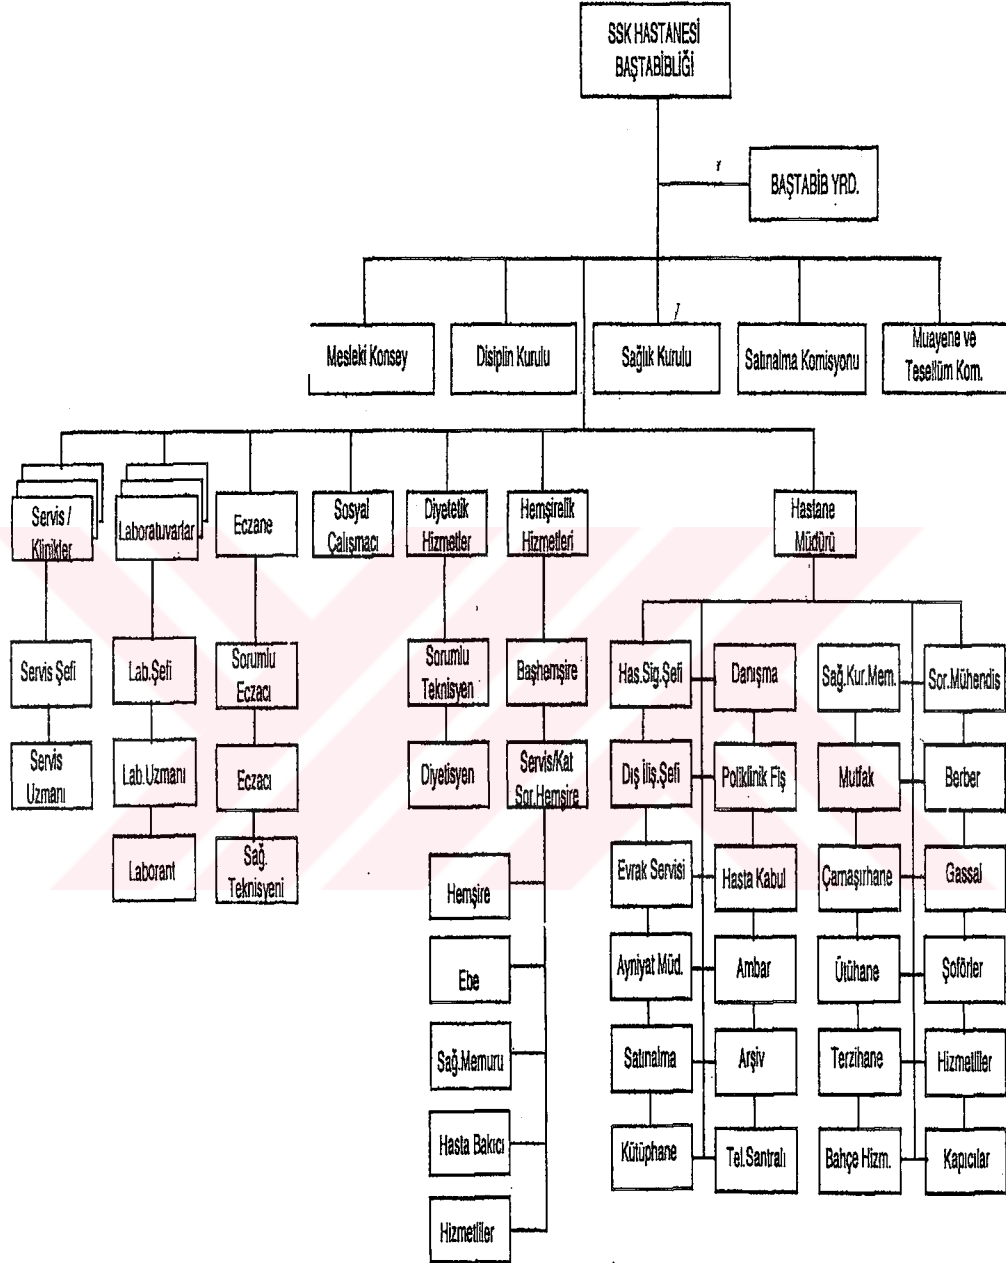 SSK HASTANESİ
BAŞTABİBLİĞİ
BAŞTABİB YRD.
Mesleki Konsey
Disiplin Kurulu
Sağlık Kurulu
Satınalma Komisyonu
Muayene ve
Tesellüm Kom.
Servis /
Klinikler
Laboratuvarlar
Eczane
Sosyal
Çalışmacı
Diyetetik
Hizmetler
Hemşirelik
Hizmetleri
Hastane
Müdürü
Servis Şefi
Lab.Şefi
Sorumlu
Eczacı
Sorumlu
Teknisyen
Başhemşire
Has.Sig.Şefi
Danışma
Sağ.Kur.Mem.
Sor.Mühendis
Servis
Uzmanı
Lab.Uzmanı
Eczacı
Diyetisyen
Servis/Kat
Sor.Hemşire
Dış İliş.Şefi
Poliklinik Fiş
Mutfak
Berber
Laborant
Sağ.
Teknisyeni
Hemşire
Evrak Servisi
Hasta Kabul
Çamaşırhane
Gassal
Ebe
Ayniyat Müd.
Ambar
Ütühane
Şoförler
Sağ.Memuru
Satınalma
Arşiv
Terzihane
Hizmetliler
Hasta Bakıcı
Kütüphane
Tel.Santralı
Bahçe Hizm.
Kapıcılar
Hizmetliler